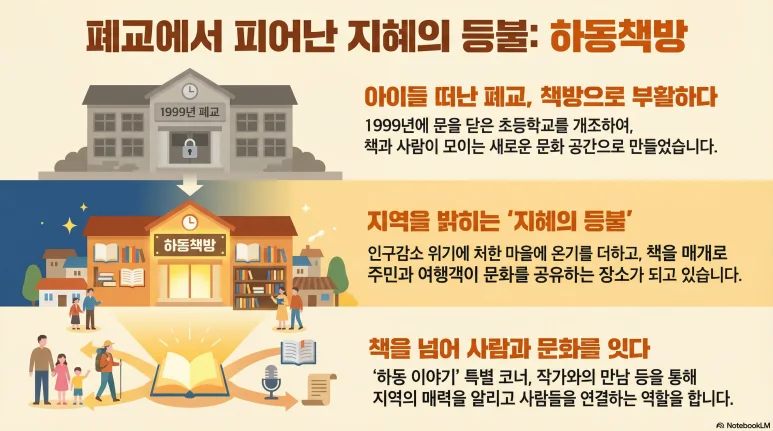 폐교에서 피어난 지혜의 등불: 하동책방
1999년 폐교
아이들 떠난 폐교, 책방으로 부활하다
1999년에 문을 닫은 초등학교를 개조하여,
책과 사람이 모이는 새로운 문화 공간으로 만들었습니다.
하동책방
지역을 밝히는 '지혜의 등불'
인구감소 위기에 처한 마을에 온기를 더하고, 책을 매개로
주민과 여행객이 문화를 공유하는 장소가 되고 있습니다.
책을 넘어 사람과 문화를 잇다
'하동 이야기' 특별 코너, 작가와의 만남 등을 통해
지역의 매력을 알리고 사람들을 연결하는 역할을 합니다.
NotebookLM